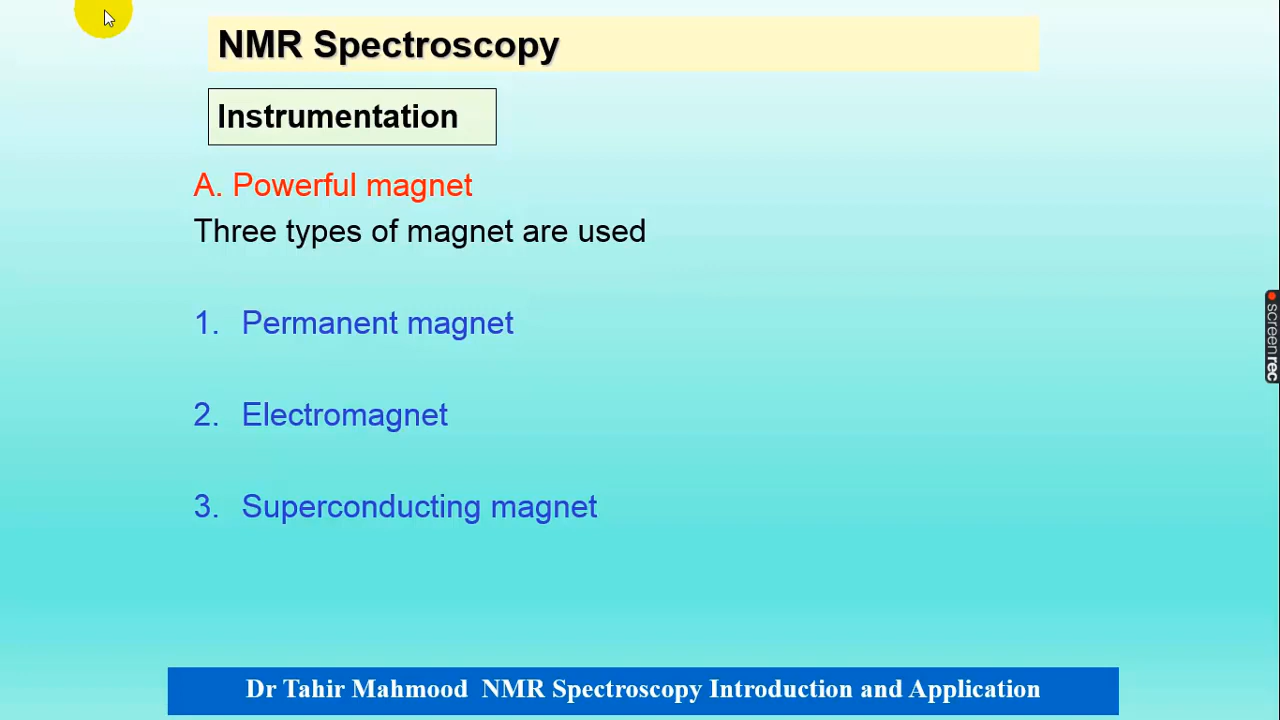 NMR Spectroscopy
Instrumentation
A. Powerful magnet
Three types of magnet are used
1. Permanent magnet
2. Electromagnet
3. Superconducting magnet
screenrec
Dr Tahir Mahmood NMR Spectroscopy Introduction and Application